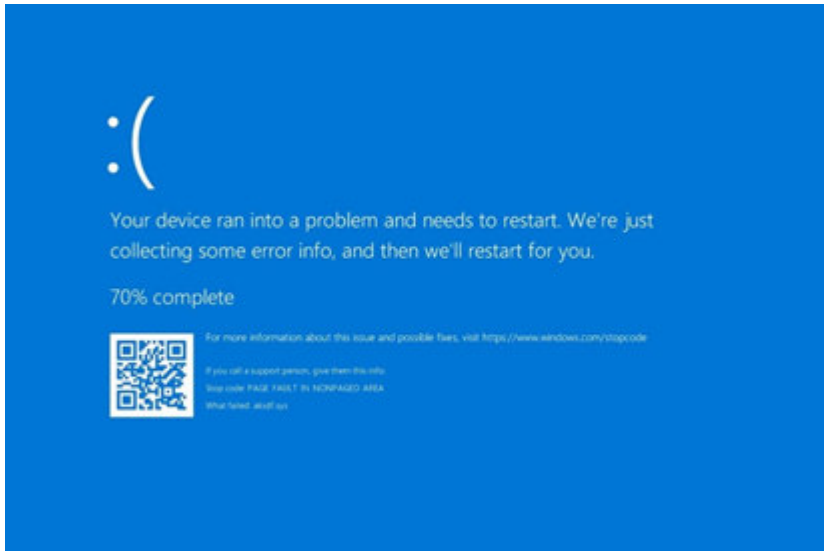 :(
Your device ran into a problem and needs to restart. We're just
collecting some error info, and then we'll restart for you.
70% complete
For more information about this issue and possible fixes, visit https://www.windows.com/stopcode
If you call a support person, give them this info:
Stop code: PAGE FAULT IN NONPAGED AREA
What failed: